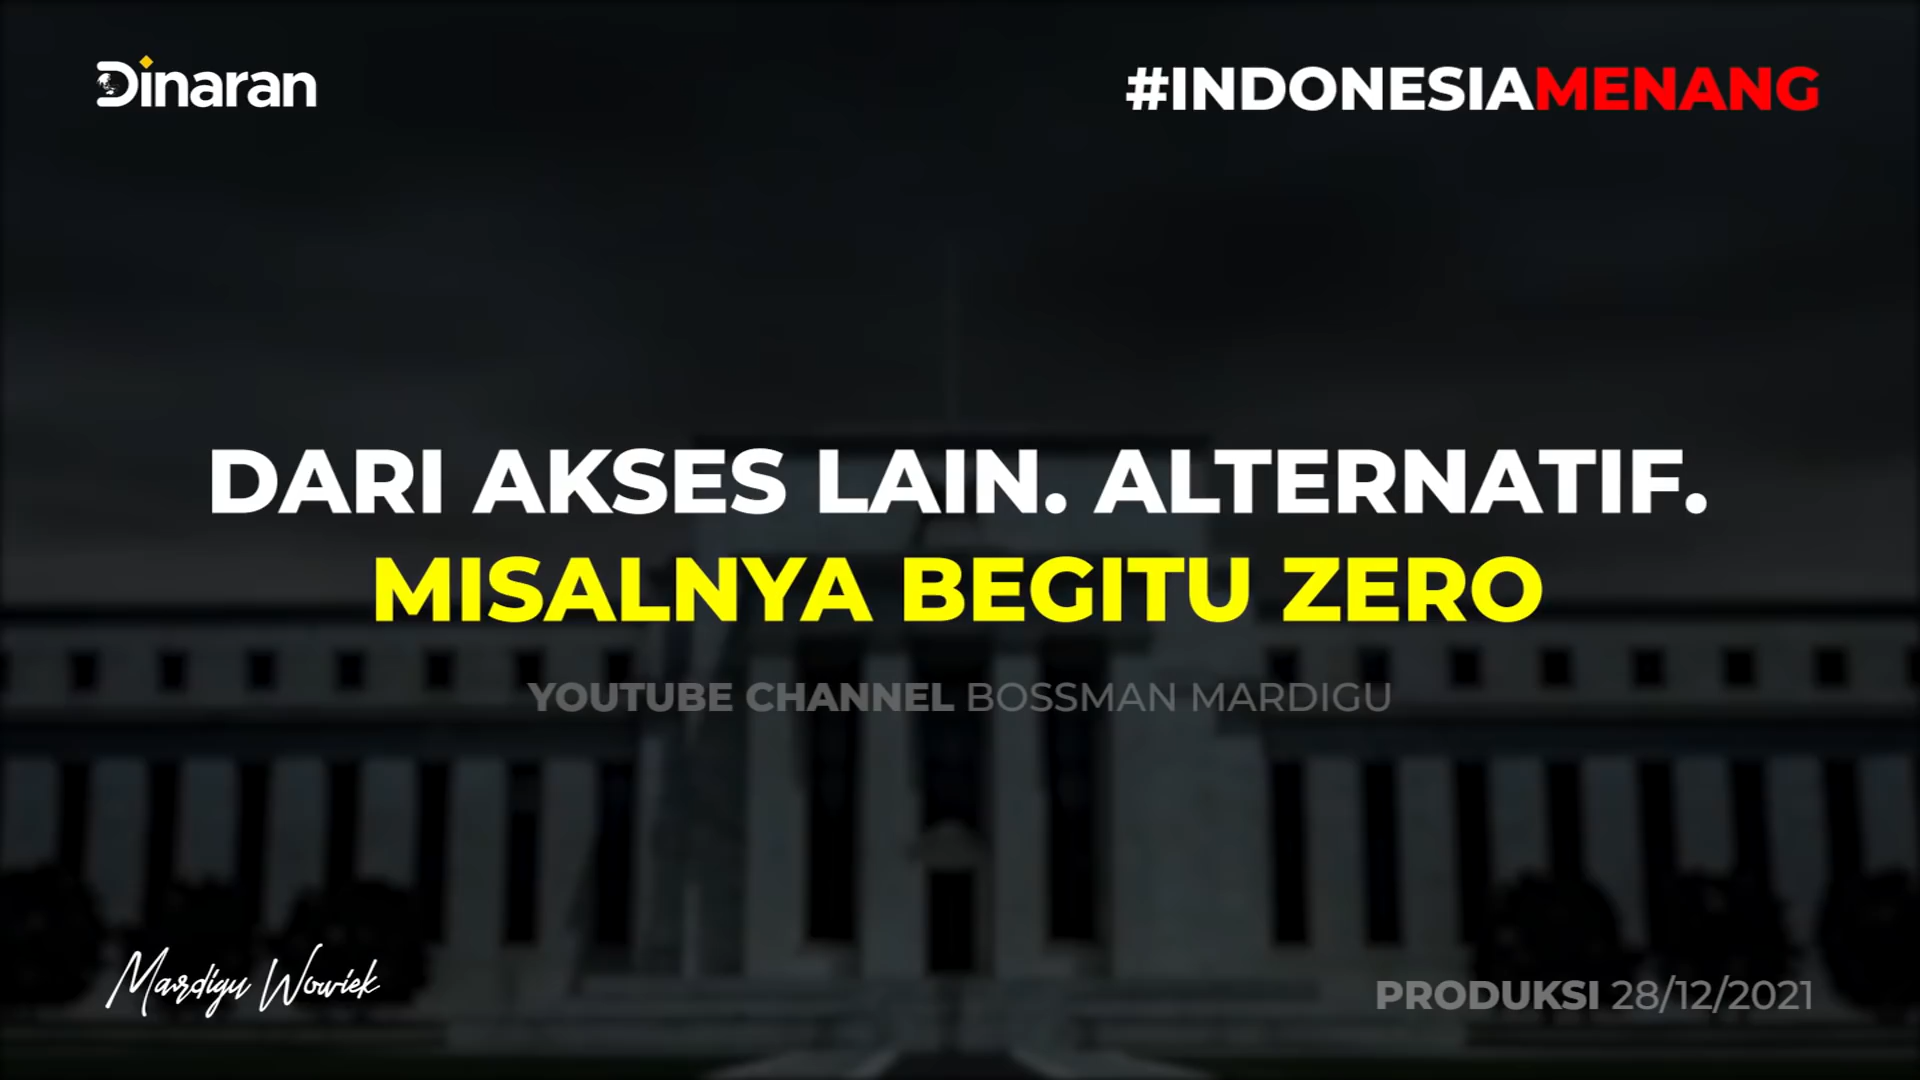 Dinaran
#INDONESIAMENANG
DARI AKSES LAIN. ALTERNATIF.
MISALNYA BEGITU ZERO
YOUTUBE CHANNEL BOSSMAN MARDIGU
Mardigu Wowiek
PRODUKSI 28/12/2021